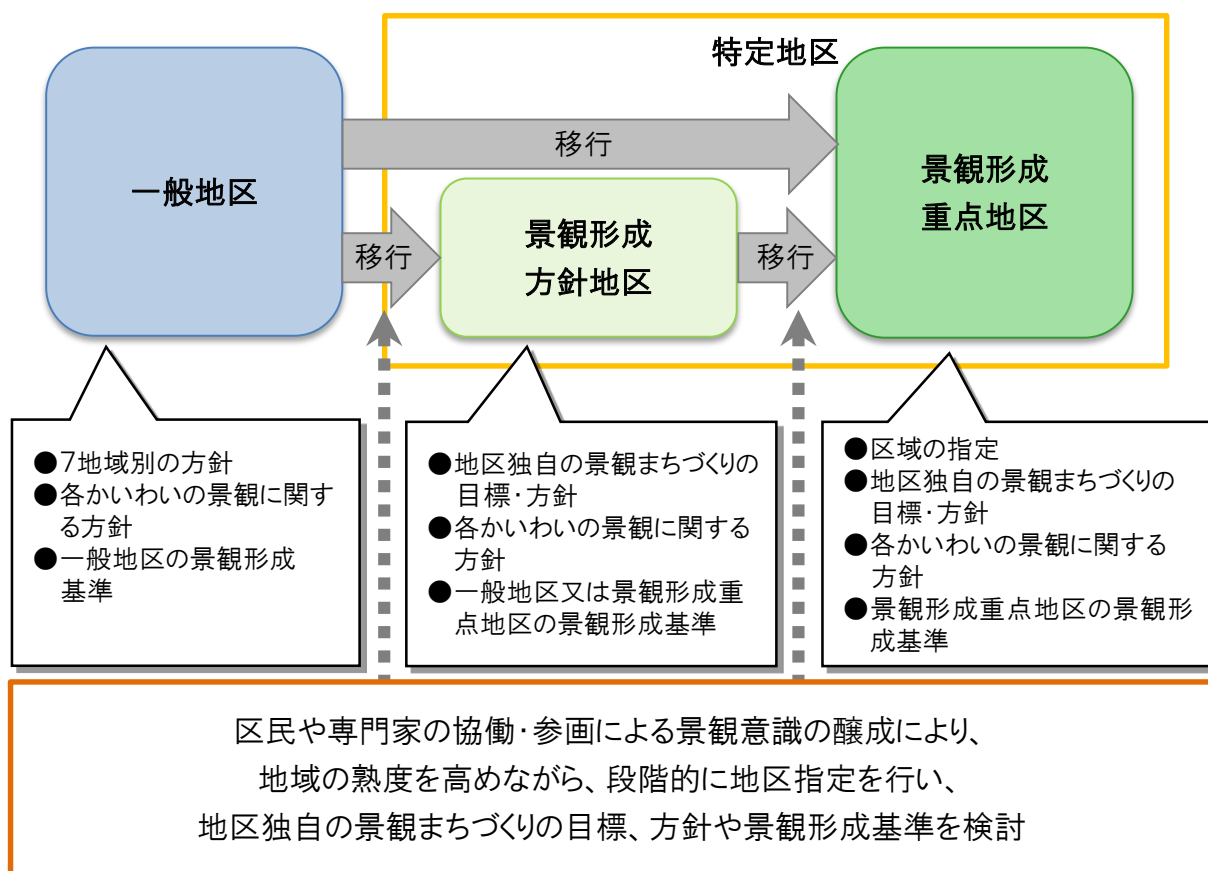 特定地区
移行
一般地区
景観形成
重点地区
移行
景観形成
方針地区
移行
●7地域別の方針
●各かいわいの景観に関す
る方針
●一般地区の景観形成
基準
●地区独自の景観まちづくりの
目標・方針
●各かいわいの景観に関する
方針
●一般地区又は景観形成重
点地区の景観形成基準
●区域の指定
●地区独自の景観まちづくりの
目標・方針
●各かいわいの景観に関する
方針
●景観形成重点地区の景観形
成基準
区民や専門家の協働・参画による景観意識の醸成により、
地域の熟度を高めながら、段階的に地区指定を行い、
地区独自の景観まちづくりの目標、方針や景観形成基準を検討